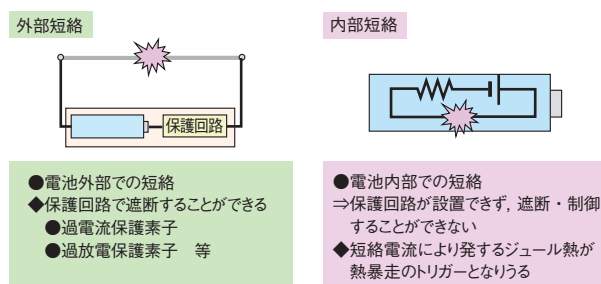 外部短絡
保護回路
●電池外部での短絡
◆保護回路で遮断することができる
●過電流保護素子
●過放電保護素子　等
内部短絡
●電池内部での短絡
⇒保護回路が設置できず, 遮断・制御
することができない
◆短絡電流により発するジュール熱が
熱暴走のトリガーとなりうる